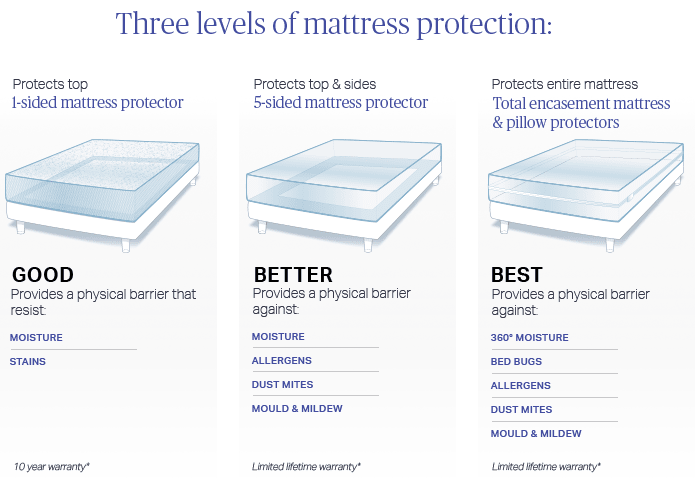 Three levels of mattress protection:
Protects top
1-sided mattress protector
GOOD
Provides a physical barrier that
resist:
MOISTURE
STAINS
10 year warranty*
Protects top & sides
5-sided mattress protector
BETTER
Provides a physical barrier
against:
MOISTURE
ALLERGENS
DUST MITES
MOULD & MILDEW
Limited lifetime warranty*
Protects entire mattress
Total encasement mattress
& pillow protectors
BEST
Provides a physical barrier
against:
360° MOISTURE
BED BUGS
ALLERGENS
DUST MITES
MOULD & MILDEW
Limited lifetime warranty*